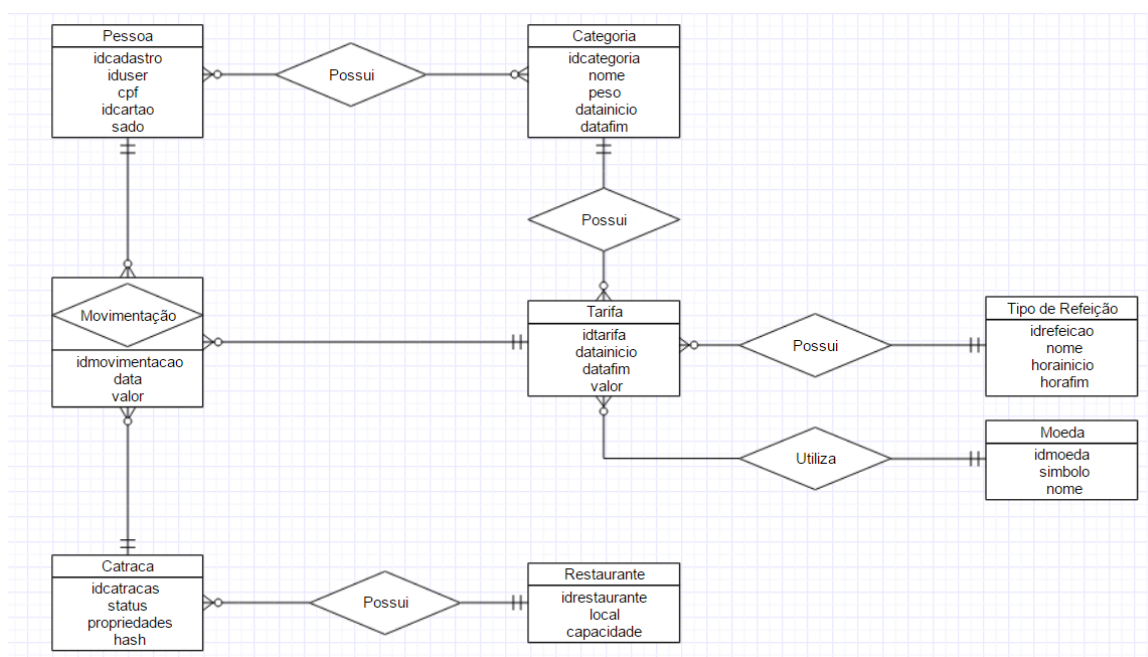 Pessoa
idcadastro
iduser
cpf
idcartao
sado
Possui
Categoria
idcategoria
nome
peso
datainicio
datafim
Possui
Movimentação
idmovimentacao
data
valor
Tarifa
idtarifa
datainicio
datafim
valor
Possui
Tipo de Refeição
idrefeicao
nome
horainicio
horafim
Utiliza
Moeda
idmoeda
simbolo
nome
Catraca
idcatracas
status
propriedades
hash
Possui
Restaurante
idrestaurante
local
capacidade